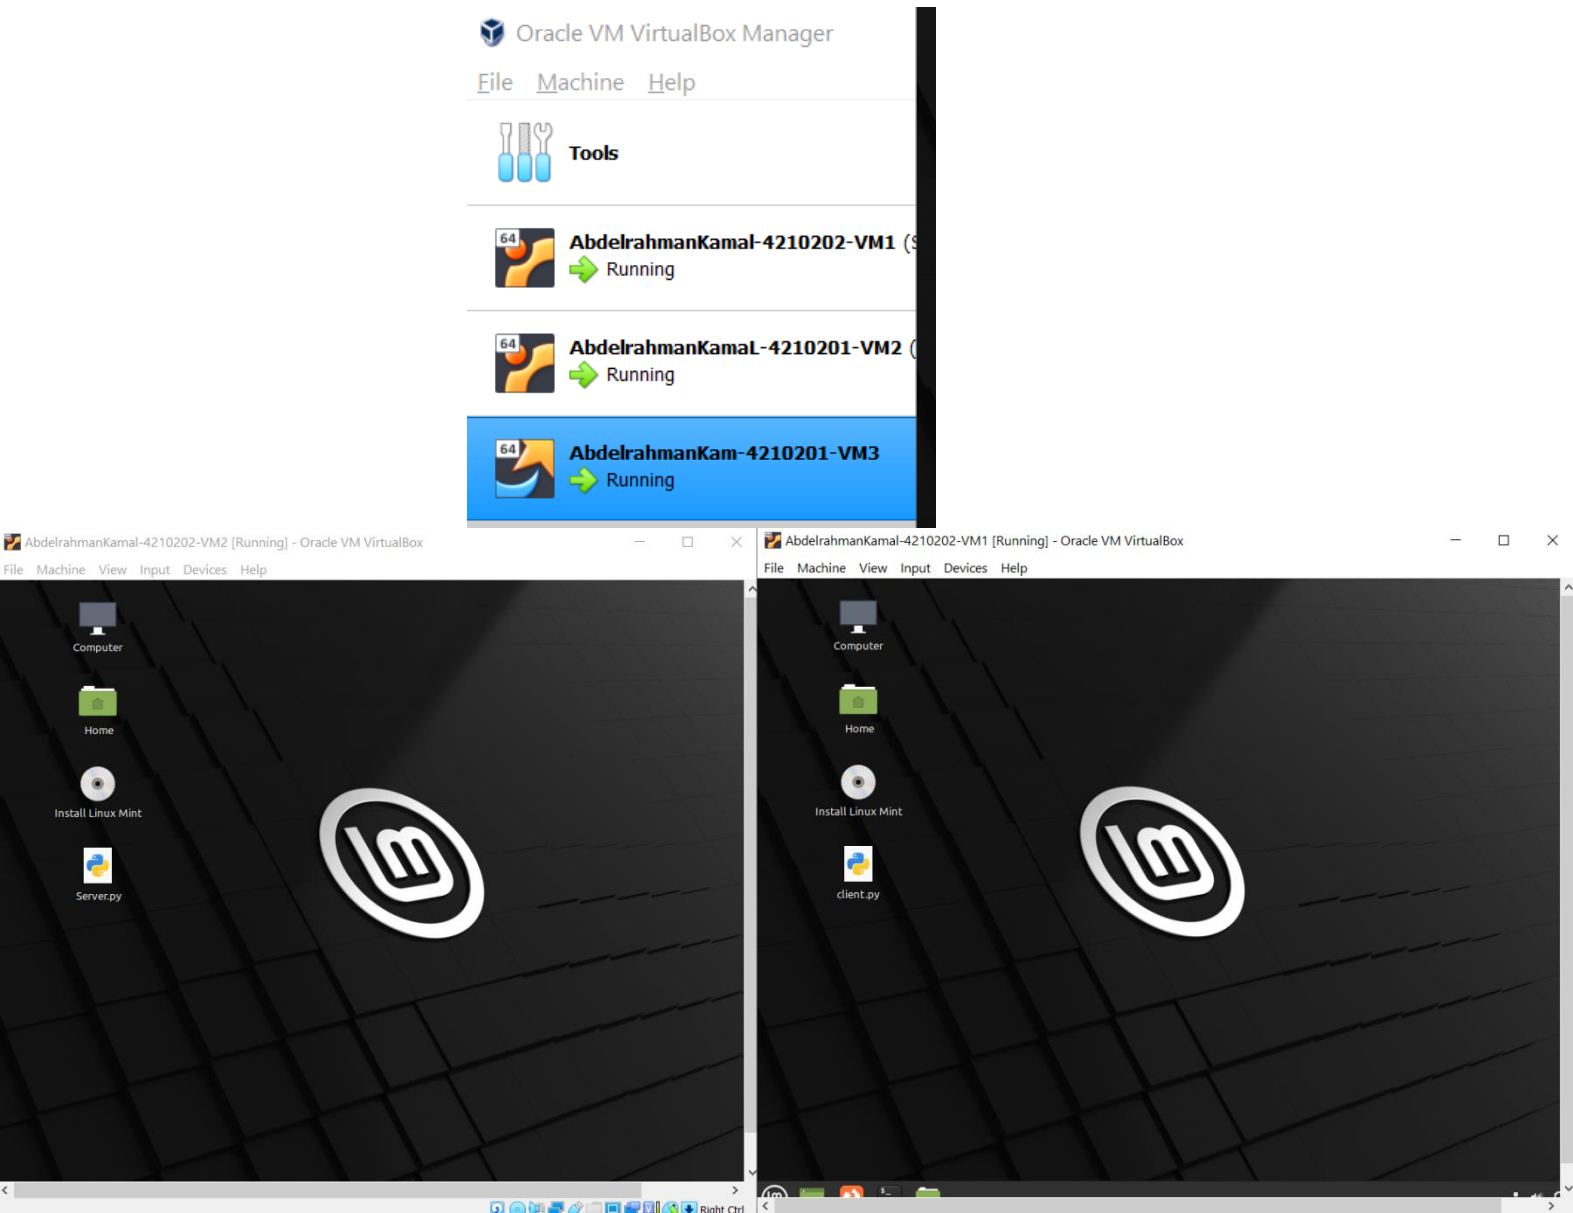 Oracle VM VirtualBox Manager
File Machine Help
Tools
64
AbdelrahmanKamal-4210202-VM1 (S
Running
64
AbdelrahmanKamaL-4210201-VM2 (
Running
64
AbdelrahmanKam-4210201-VM3
Running
AbdelrahmanKamal-4210202-VM2 [Running] - Oracle VM VirtualBox
File Machine View Input Devices Help
Computer
Home
Install Linux Mint
Server.py
Right Ctrl
AbdelrahmanKamal-4210202-VM1 [Running] - Oracle VM VirtualBox
File Machine View Input Devices Help
Computer
Home
Install Linux Mint
client.py